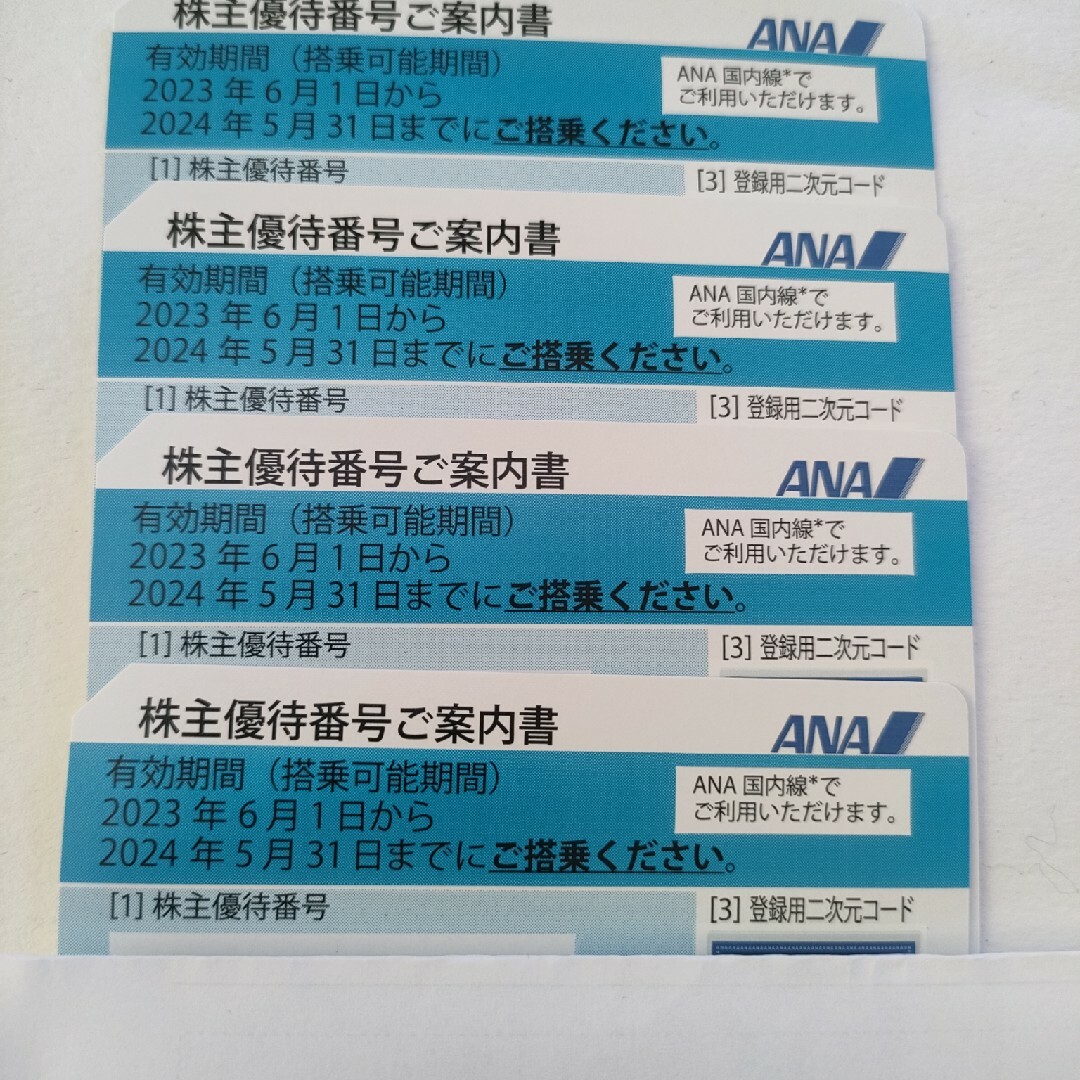 株主優待番号ご案内書
ANA
有効期間（搭乗可能期間）
2023 年 6 月 1 日から
2024 年 5 月 31 日までにご搭乗ください。
ANA 国内線*で
ご利用いただけます。
[1] 株主優待番号
[3] 登録用二次元コード
株主優待番号ご案内書
ANA
有効期間（搭乗可能期間）
2023 年 6 月 1 日から
2024 年 5 月 31 日までにご搭乗ください。
ANA 国内線*で
ご利用いただけます。
[1] 株主優待番号
[3] 登録用二次元コード
株主優待番号ご案内書
ANA
有効期間（搭乗可能期間）
2023 年 6 月 1 日から
2024 年 5 月 31 日までにご搭乗ください。
ANA 国内線*で
ご利用いただけます。
[1] 株主優待番号
[3] 登録用二次元コード
株主優待番号ご案内書
ANA
有効期間（搭乗可能期間）
2023 年 6 月 1 日から
2024 年 5 月 31 日までにご搭乗ください。
ANA 国内線*で
ご利用いただけます。
[1] 株主優待番号
[3] 登録用二次元コード